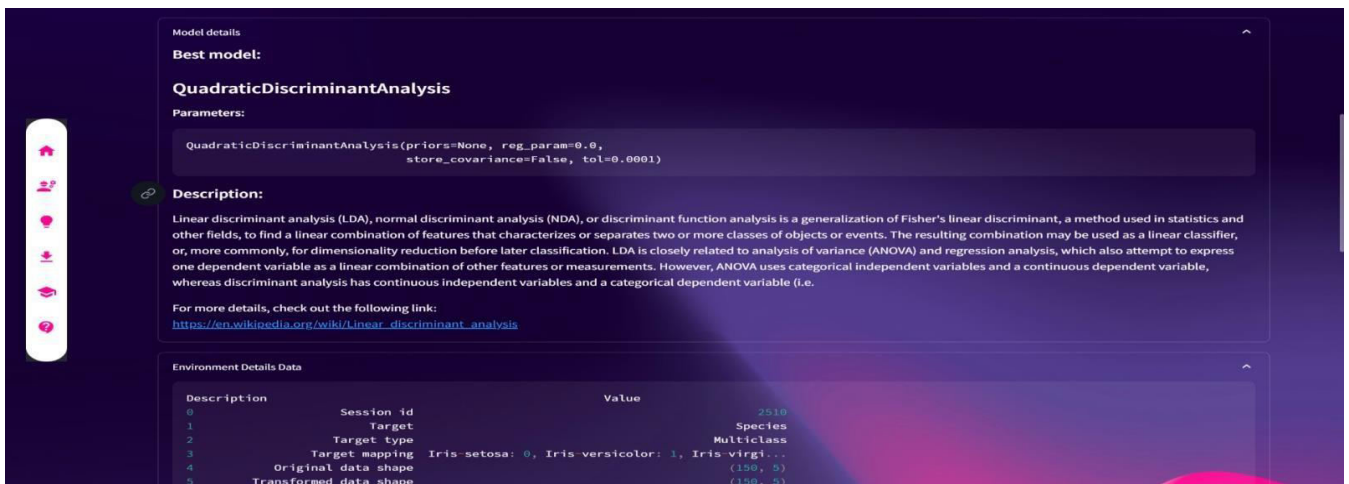 Model details
Best model:
QuadraticDiscriminantAnalysis
Parameters:
QuadraticDiscriminantAnalysis(priors=None, reg_param=0.0,
store_covariance=False, tol=0.0001)
Description:
Linear discriminant analysis (LDA), normal discriminant analysis (NDA), or discriminant function analysis is a generalization of Fisher's linear discriminant, a method used in statistics and
other fields, to find a linear combination of features that characterizes or separates two or more classes of objects or events. The resulting combination may be used as a linear classifier,
or, more commonly, for dimensionality reduction before later classification. LDA is closely related to analysis of variance (ANOVA) and regression analysis, which also attempt to express
one dependent variable as a linear combination of other features or measurements. However, ANOVA uses categorical independent variables and a continuous dependent variable,
whereas discriminant analysis has continuous independent variables and a categorical dependent variable (i.e.
For more details, check out the following link:
https://en.wikipedia.org/wiki/Linear_discriminant_analysis
Environment Details Data
Description Value
0 Session id 2510
1 Target Species
2 Target type Multiclass
3 Target mapping Iris-setosa: 0, Iris-versicolor: 1, Iris-virgi...
4 Original data shape (150, 5)
5 Transformed data shape (150, 5)